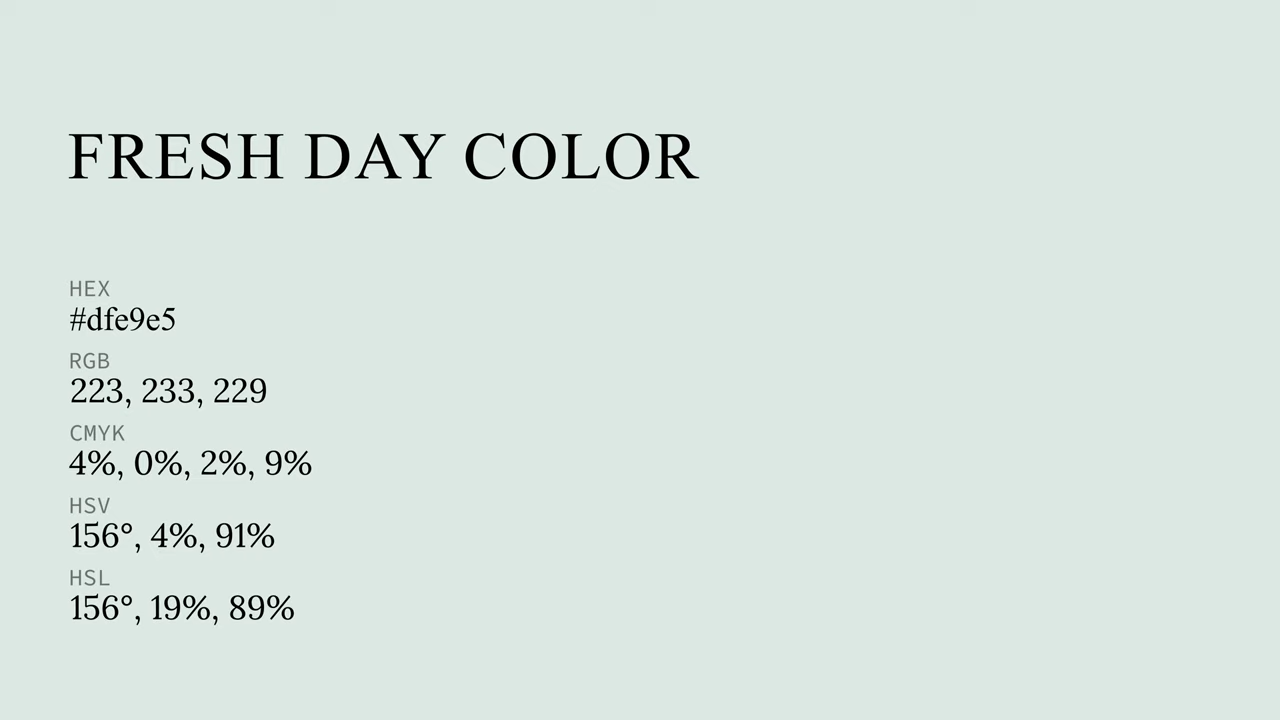 FRESH DAY COLOR
HEX
#dfe9e5
RGB
223, 233, 229
CMYK
4%, 0%, 2%, 9%
HSV
156°, 4%, 91%
HSL
156°, 19%, 89%